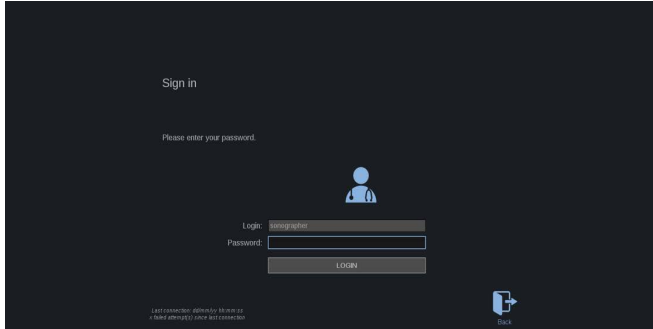 Sign in
Please enter your password.
Login: sonographer
Password:
LOGIN
Last connection: dd/mm/yy hh:mm:ss
x failed attempt(s) since last connection
Back